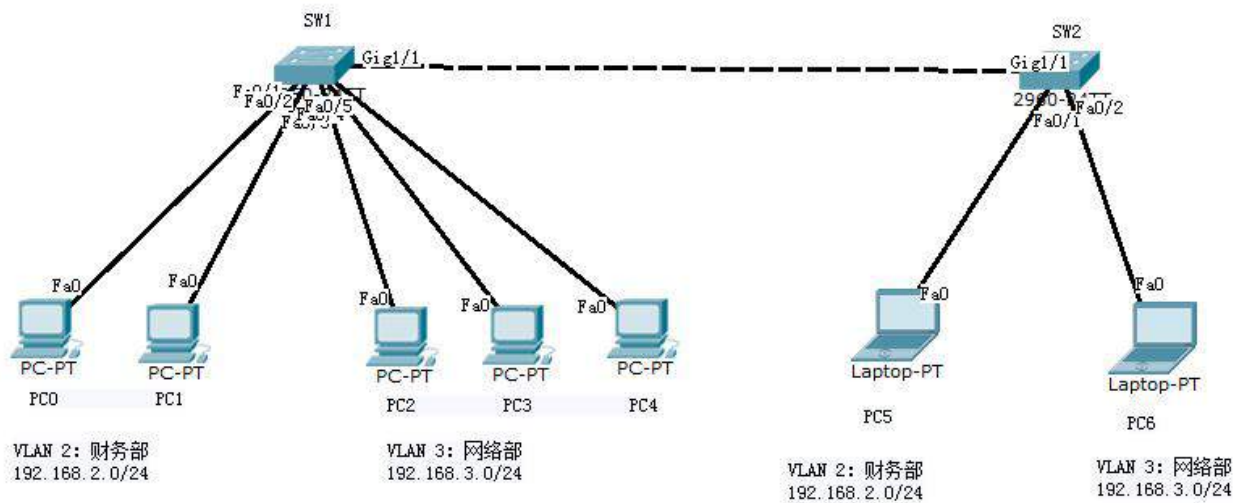 SW1
SW2
Gig1/1
Gig1/1
Fa0/2
Fa0/5
Fa0/2
Fa0/1
Fa0
Fa0
Fa0
Fa0
Fa0
Fa0
Fa0
PC-PT
PC-PT
PC-PT
PC-PT
PC-PT
Laptop-PT
Laptop-PT
PC0
PC1
PC2
PC3
PC4
PC5
PC6
VLAN 2: 财务部
192.168.2.0/24
VLAN 3: 网络部
192.168.3.0/24
VLAN 2: 财务部
192.168.2.0/24
VLAN 3: 网络部
192.168.3.0/24